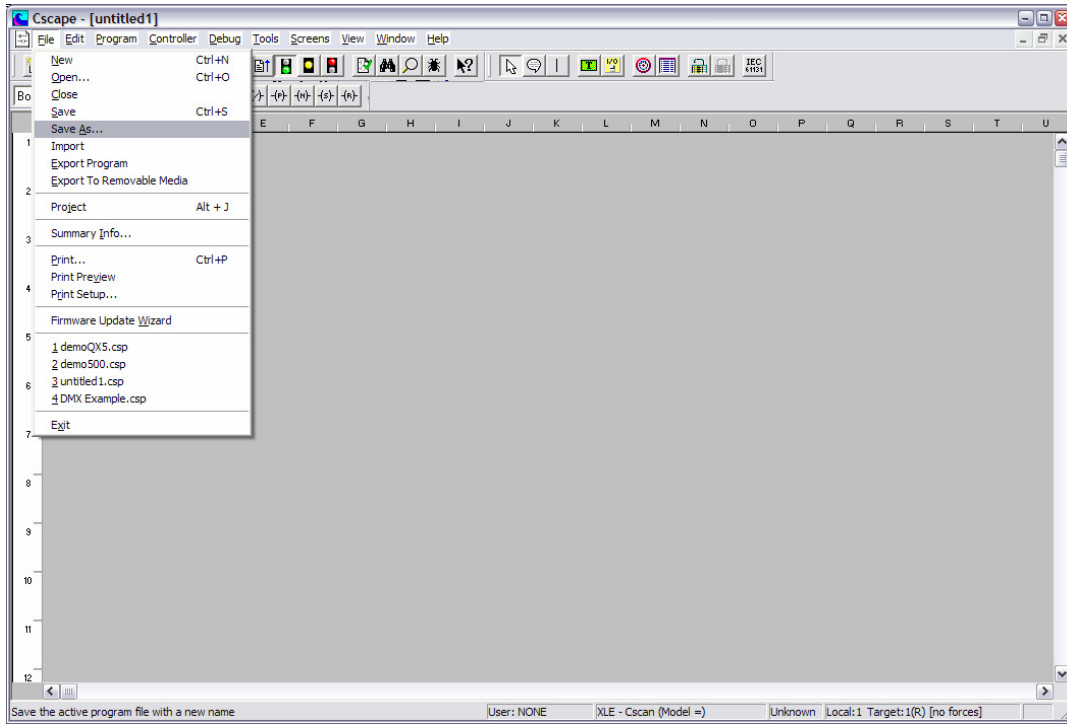 Cscape - [untitled1]
File Edit Program Controller Debug Tools Screens View Window Help
IEC 61131
Bo
E F G H I J K L M N O P Q R S T U
New Ctrl+N
Open... Ctrl+O
Close
Save Ctrl+S
Save As...
Import
Export Program
Export To Removable Media
Project Alt + J
Summary Info...
Print... Ctrl+P
Print Preview
Print Setup...
Firmware Update Wizard
1 demoQX5.csp
2 demo500.csp
3 untitled1.csp
4 DMX Example.csp
Exit
1
2
3
4
5
6
7
8
9
10
11
12
Save the active program file with a new name User: NONE XLE - Cscan (Model =) Unknown Local:1 Target:1(R) [no forces]